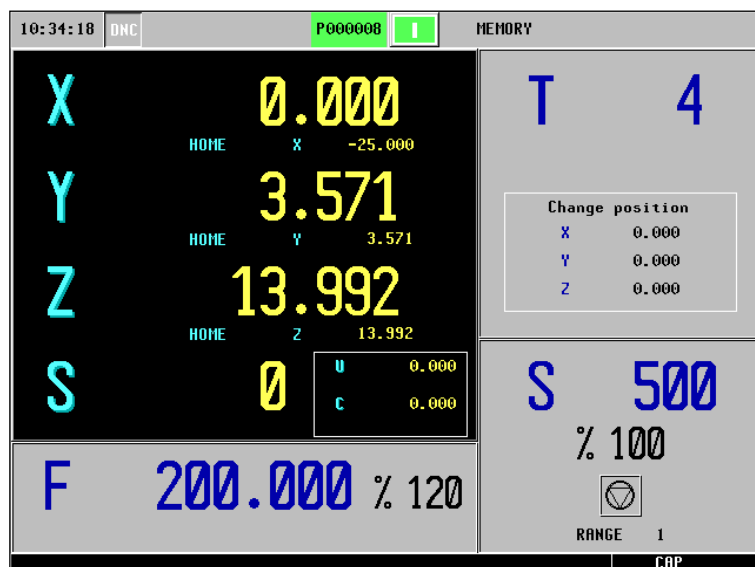 10:34:18 DNC P000008 MEMORY
X 0.000
HOME X -25.000
Y 3.571
HOME Y 3.571
Z 13.992
HOME Z 13.992
S 0
U 0.000
C 0.000
F 200.000 % 120
T 4
Change position
X 0.000
Y 0.000
Z 0.000
S 500
% 100
RANGE 1
CAP